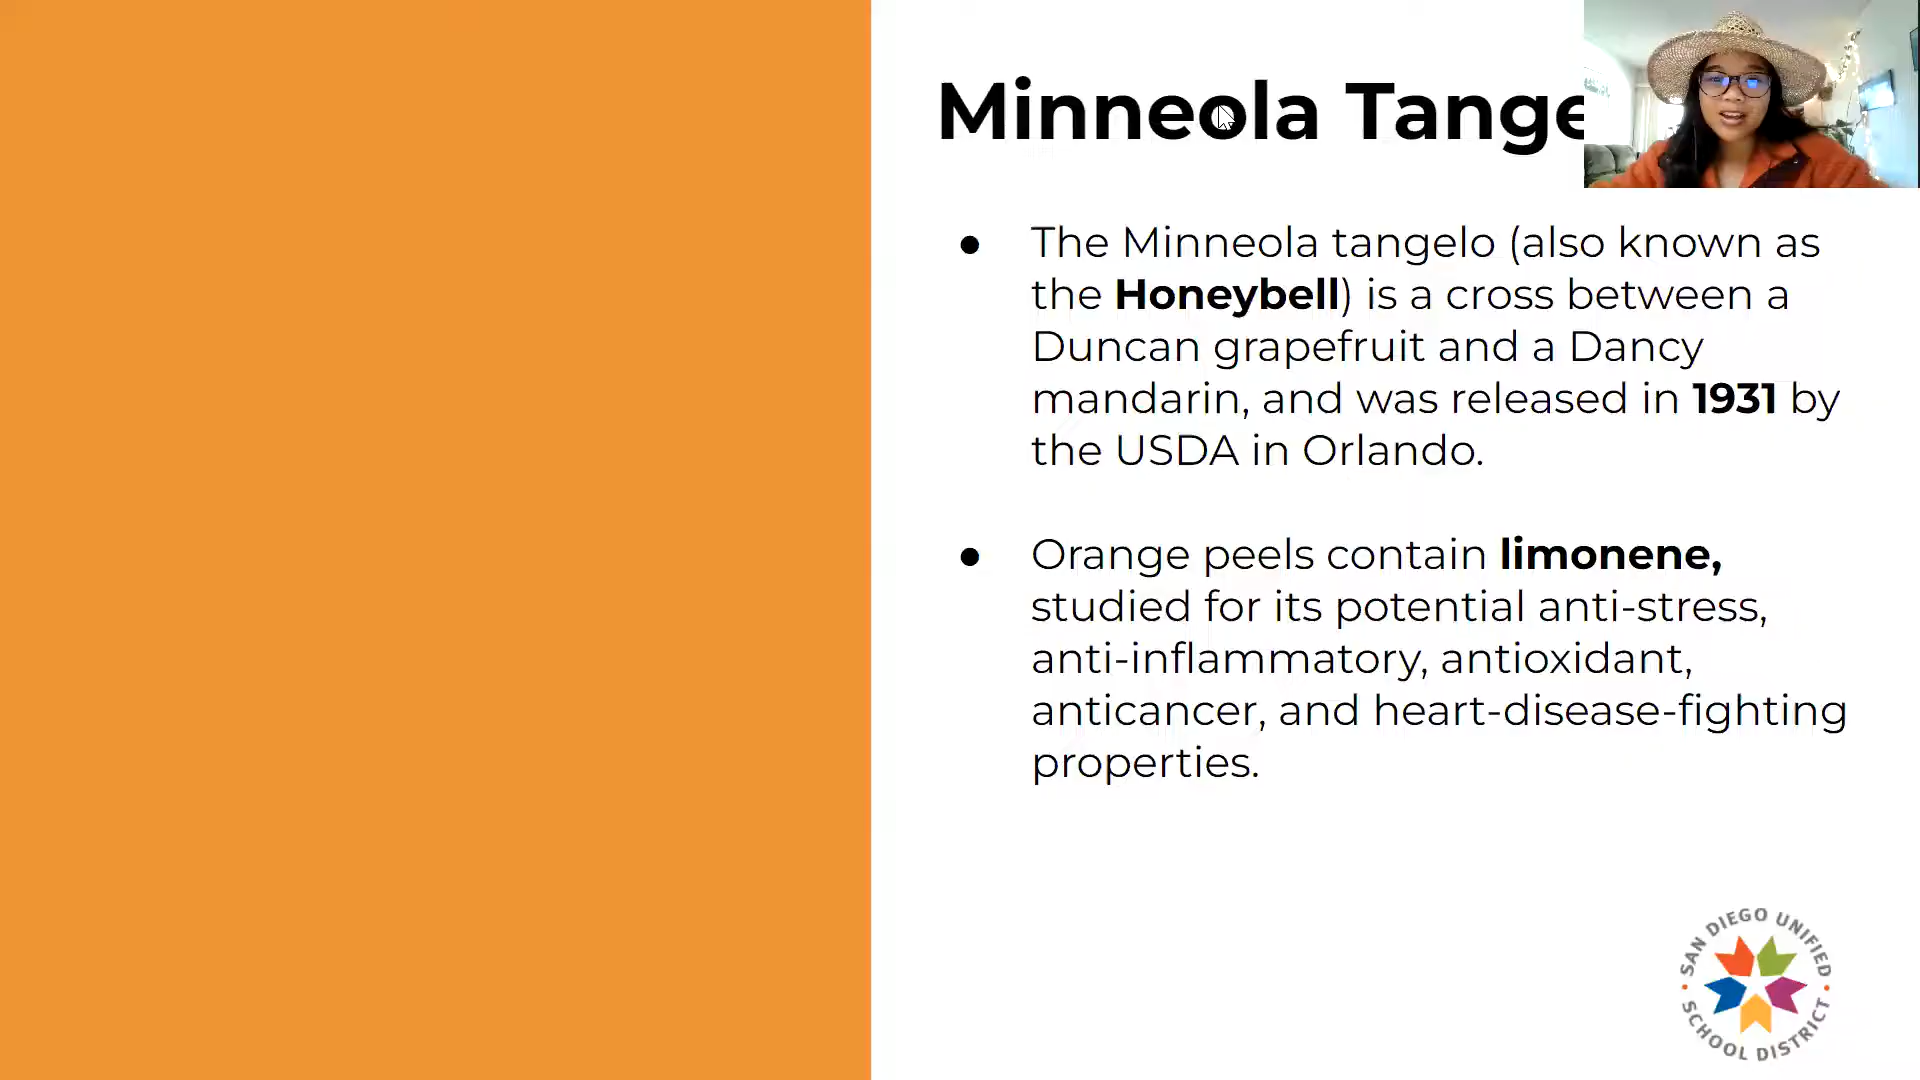 Minneola Tange
● The Minneola tangelo (also known as
the Honeybell) is a cross between a
Duncan grapefruit and a Dancy
mandarin, and was released in 1931 by
the USDA in Orlando.
● Orange peels contain limonene,
studied for its potential anti-stress,
anti-inflammatory, antioxidant,
anticancer, and heart-disease-fighting
properties.
SAN DIEGO UNIFIED
SCHOOL DISTRICT